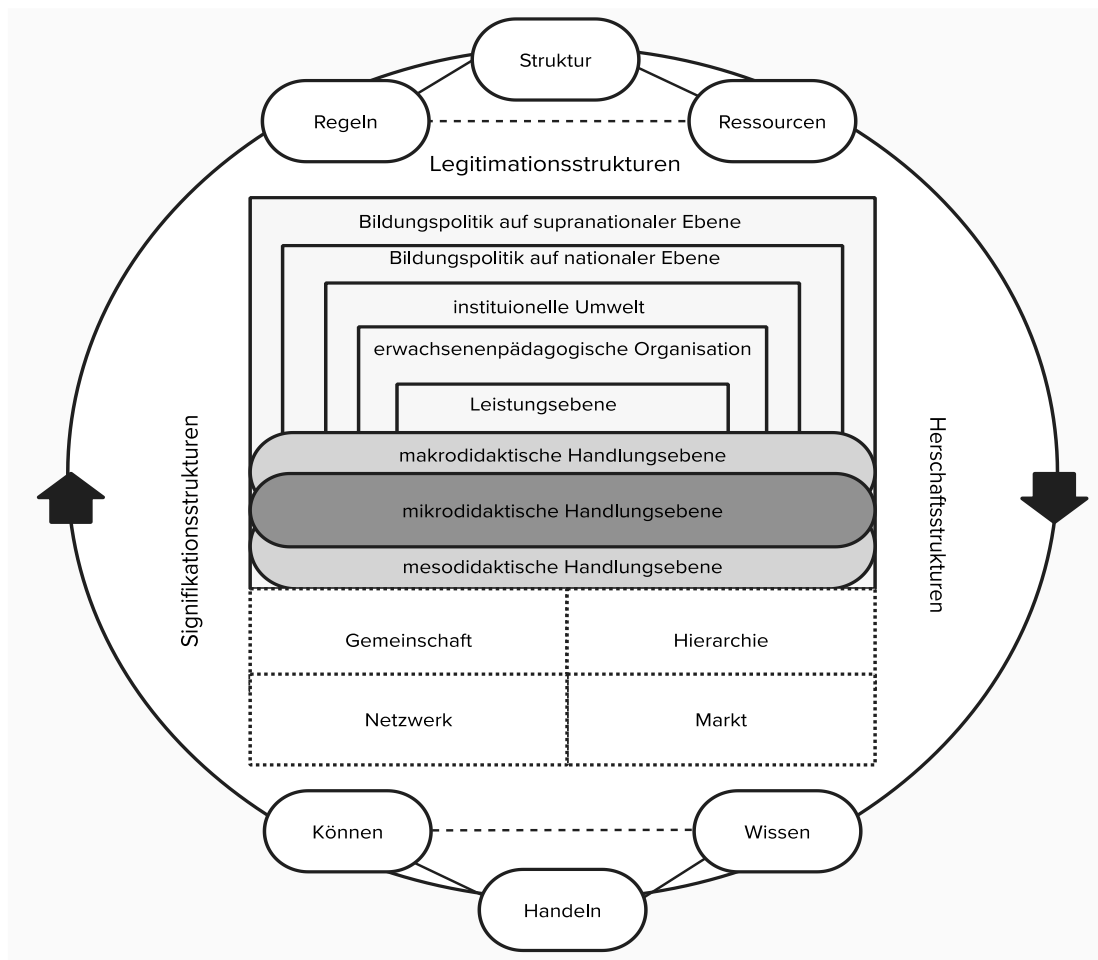 Struktur
Regeln
Ressourcen
Legitimationsstrukturen
Bildungspolitik auf supranationaler Ebene
Bildungspolitik auf nationaler Ebene
instituionelle Umwelt
erwachsenenpädagogische Organisation
Leistungsebene
Signifikationsstrukturen
Herschaftsstrukturen
makrodidaktische Handlungsebene
mikrodidaktische Handlungsebene
mesodidaktische Handlungsebene
Gemeinschaft
Hierarchie
Netzwerk
Markt
Können
Wissen
Handeln